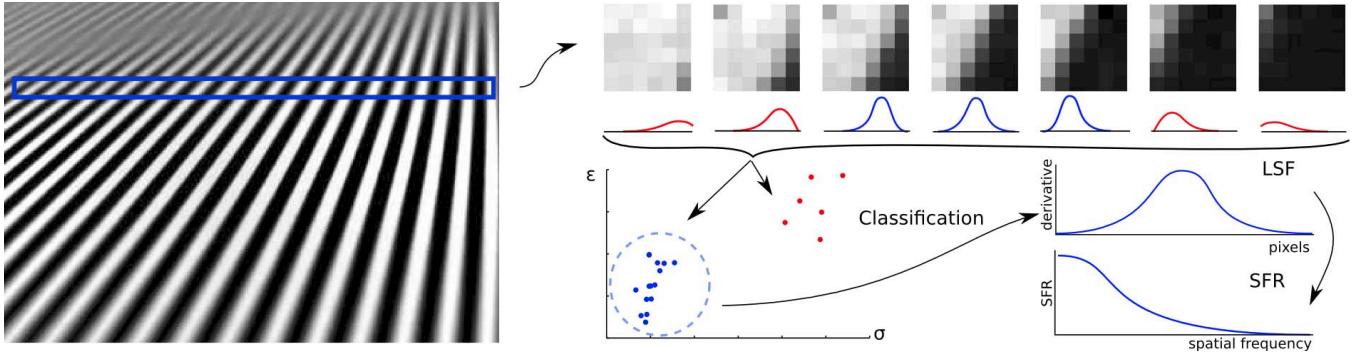 ε
σ
Classification
derivative
LSF
pixels
SFR
SFR
spatial frequency